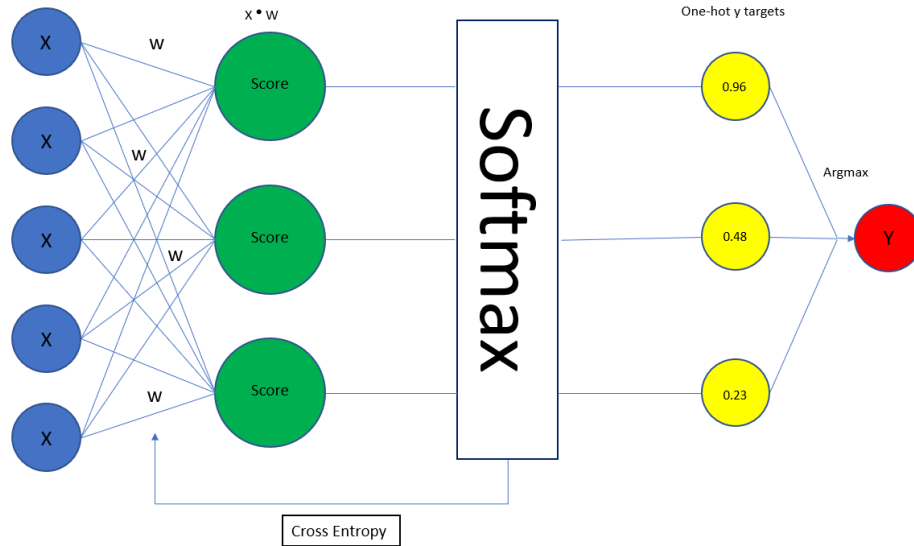 X • W
One-hot y targets
X
W
Score
0.96
X
W
Argmax
X
W
Score
Softmax
0.48
Y
X
W
Score
0.23
X
Cross Entropy